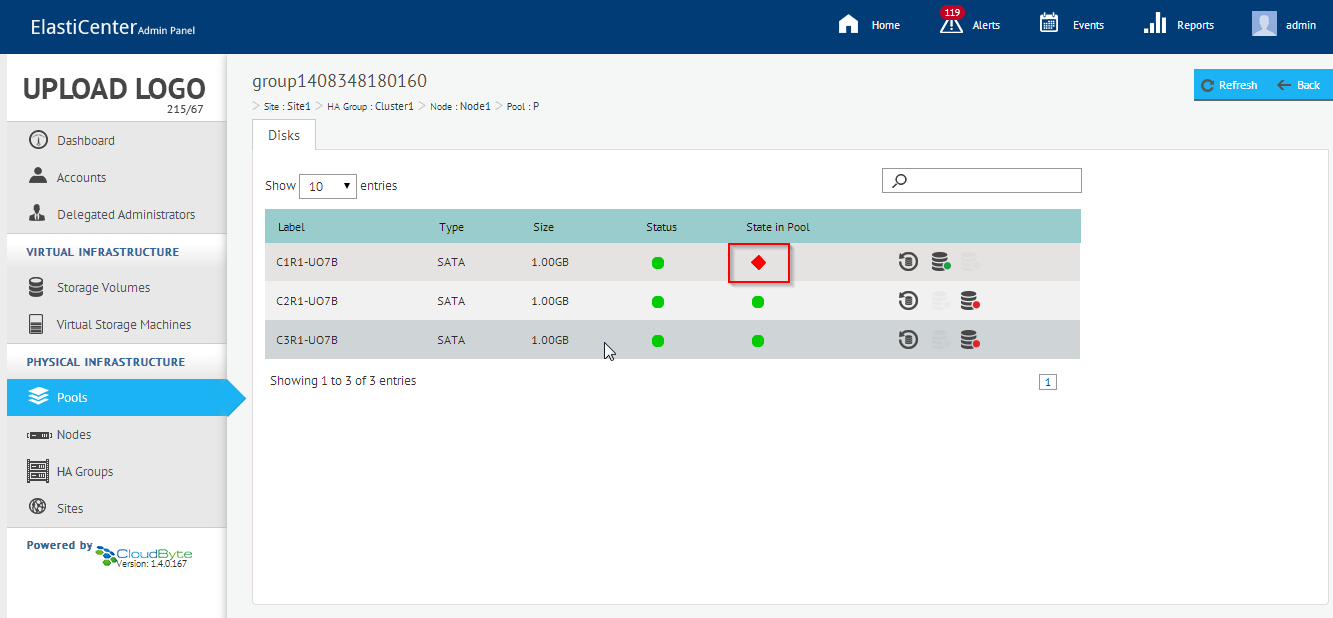 ElastiCenter Admin Panel
Home
119
Alerts
Events
Reports
admin
UPLOAD LOGO
215/67
Dashboard
Accounts
Delegated Administrators
VIRTUAL INFRASTRUCTURE
Storage Volumes
Virtual Storage Machines
PHYSICAL INFRASTRUCTURE
Pools
Nodes
HA Groups
Sites
Powered by CloudByte
Version: 1.4.0.167
group1408348180160
> Site : Site1 > HA Group : Cluster1 > Node : Node1 > Pool : P
Refresh
Back
Disks
Show 10 entries
Label Type Size Status State in Pool
C1R1-UO7B SATA 1.00GB
C2R1-UO7B SATA 1.00GB
C3R1-UO7B SATA 1.00GB
Showing 1 to 3 of 3 entries
1